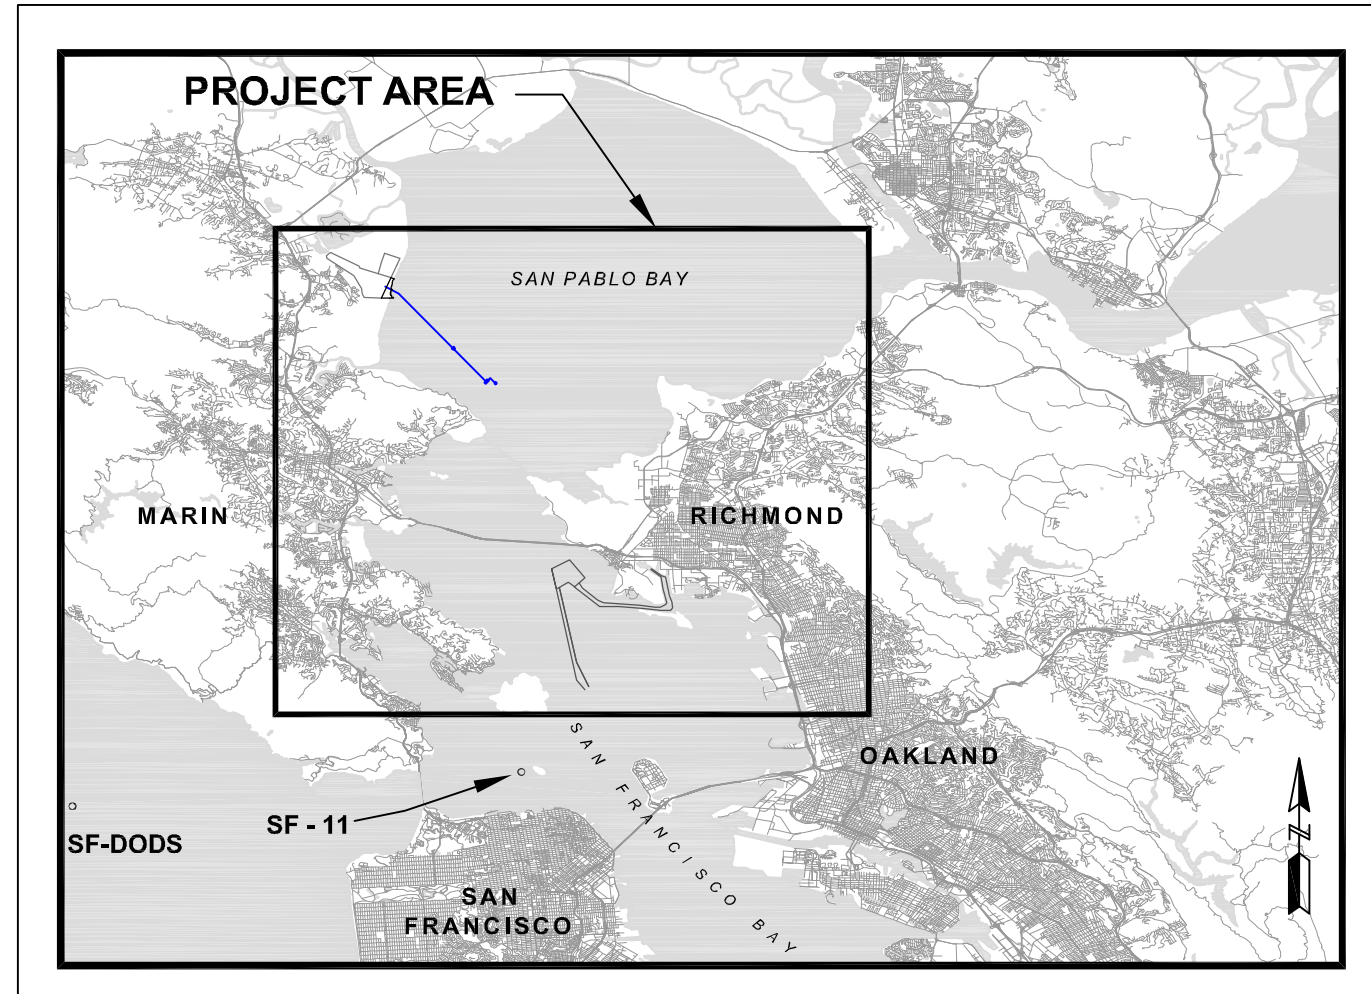 PROJECT AREA
SAN PABLO BAY
MARIN
RICHMOND
OAKLAND
SAN FRANCISCO BAY
SF - 11
SF-DODS
SAN
FRANCISCO
N